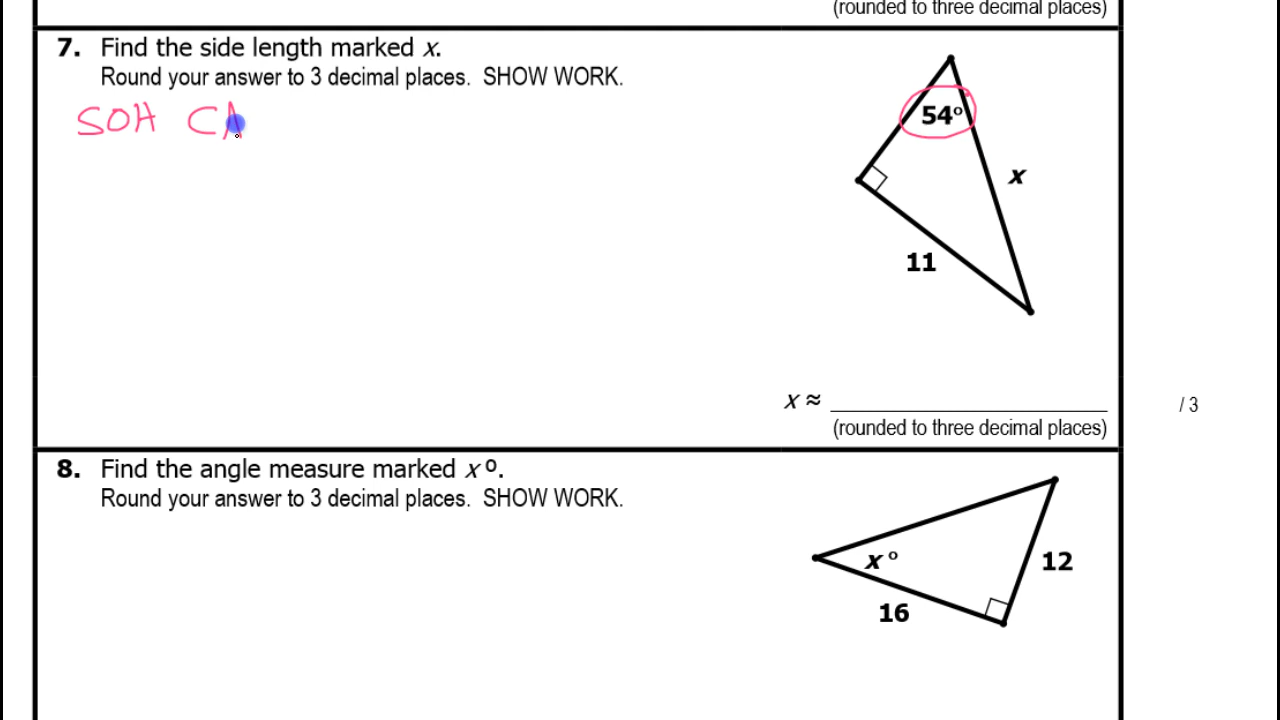 (rounded to three decimal places)
7. Find the side length marked x.
Round your answer to 3 decimal places. SHOW WORK.
SOH CA
54°
x
11
x ≈
(rounded to three decimal places)
/ 3
8. Find the angle measure marked x°.
Round your answer to 3 decimal places. SHOW WORK.
x°
12
16